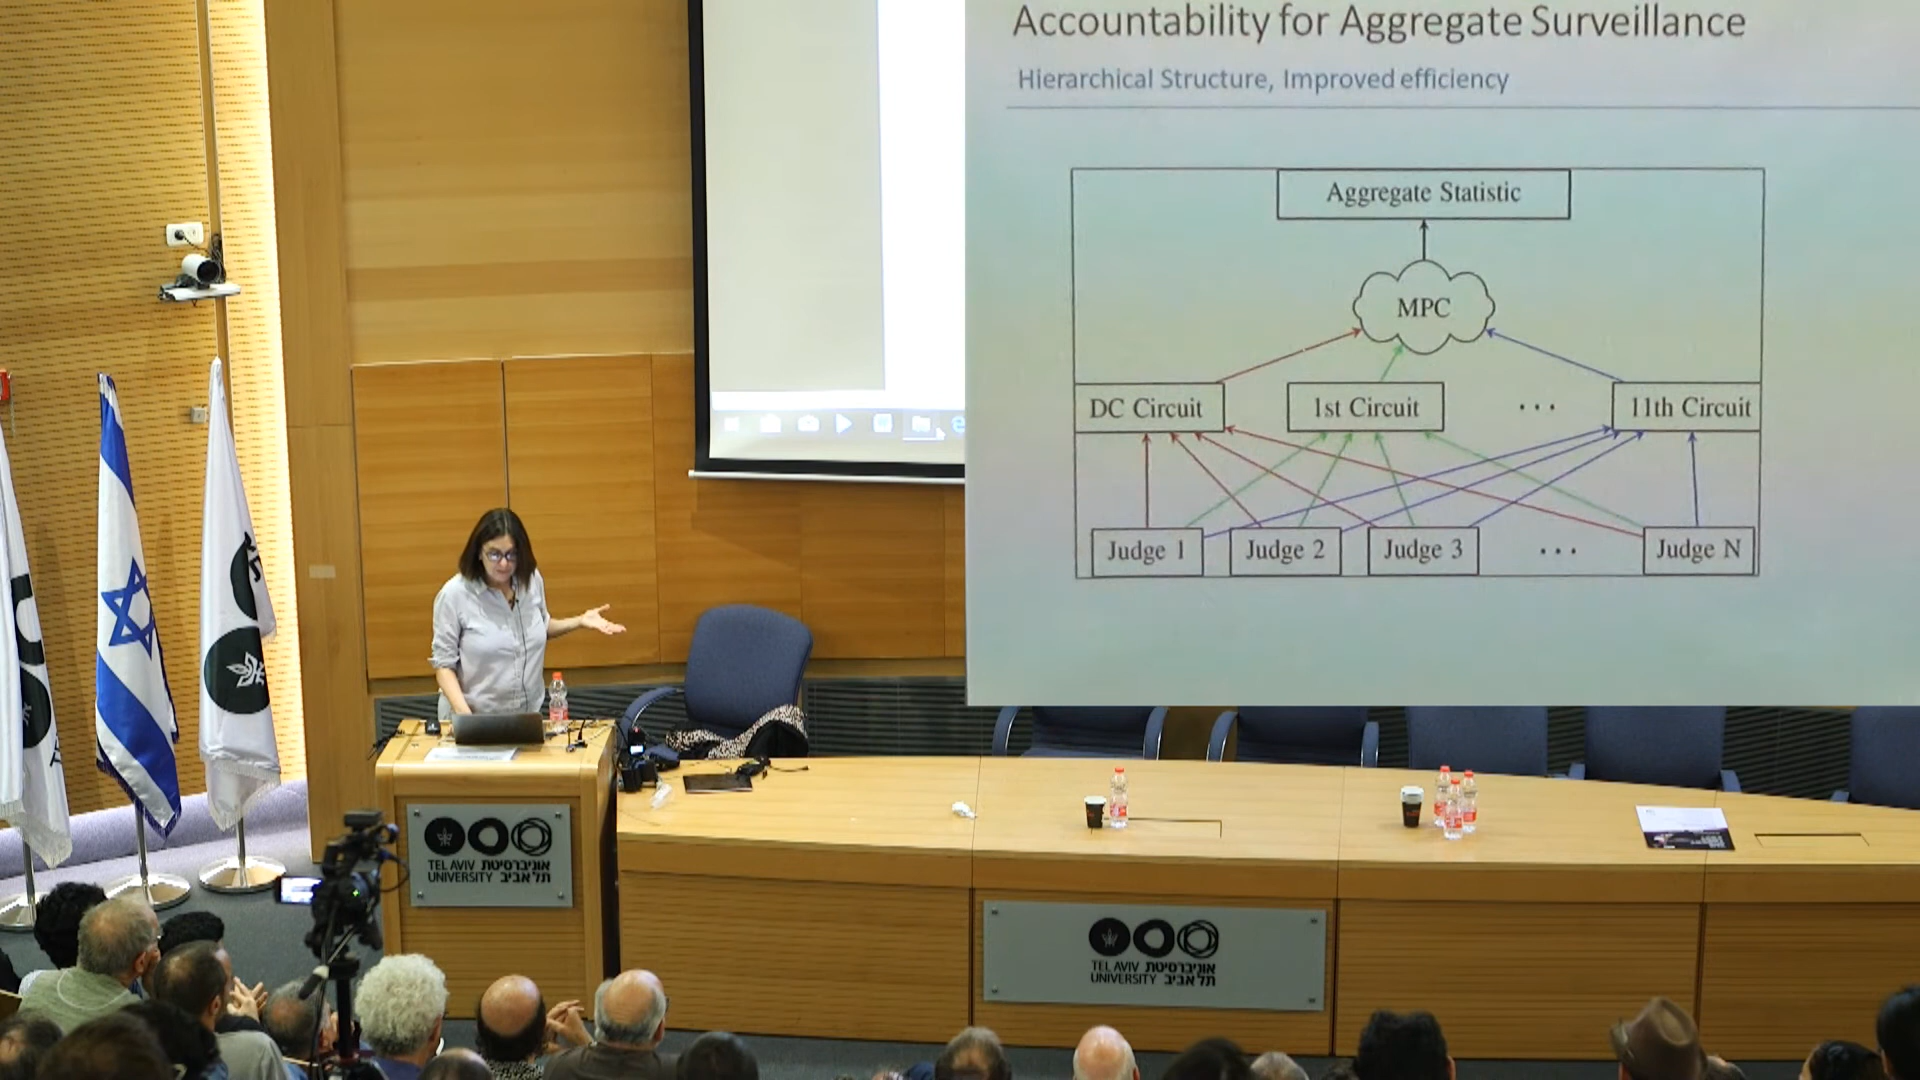 Accountability for Aggregate Surveillance
Hierarchical Structure, Improved efficiency
Aggregate Statistic
MPC
DC Circuit
1st Circuit
...
11th Circuit
Judge 1
Judge 2
Judge 3
...
Judge N
TEL AVIV אוניברסיטת
UNIVERSITY תל אביב
TEL AVIV אוניברסיטת
UNIVERSITY תל אביב